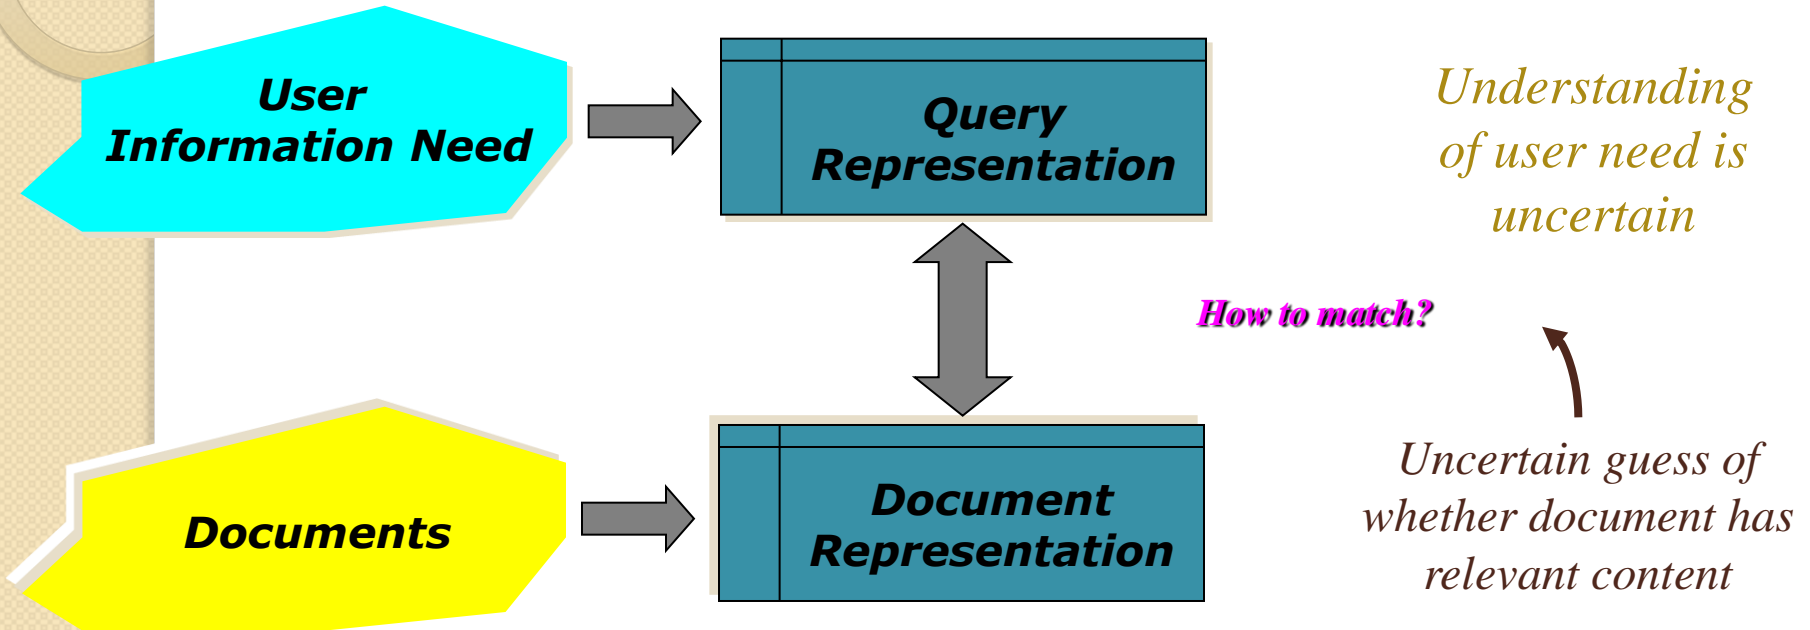 User
Information Need
Query
Representation
Understanding
of user need is
uncertain
How to match?
Documents
Document
Representation
Uncertain guess of
whether document has
relevant content